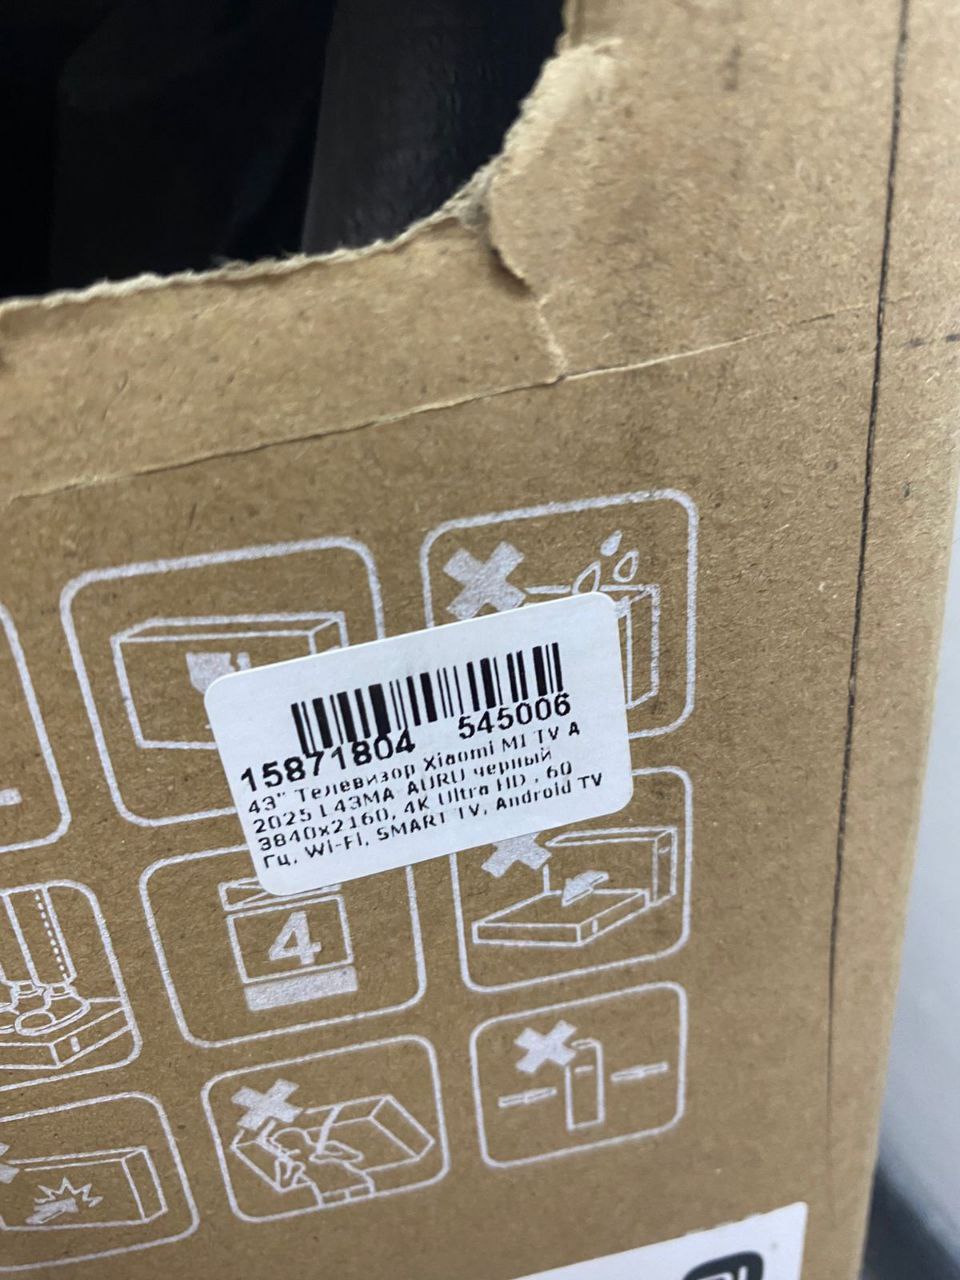 15871804 545006
43" Телевизор Xiaomi MI TV A
2025 L43MA-AURU черный
3840x2160, 4K Ultra HD , 60
Гц, Wi-Fi, SMART TV, Android TV
4